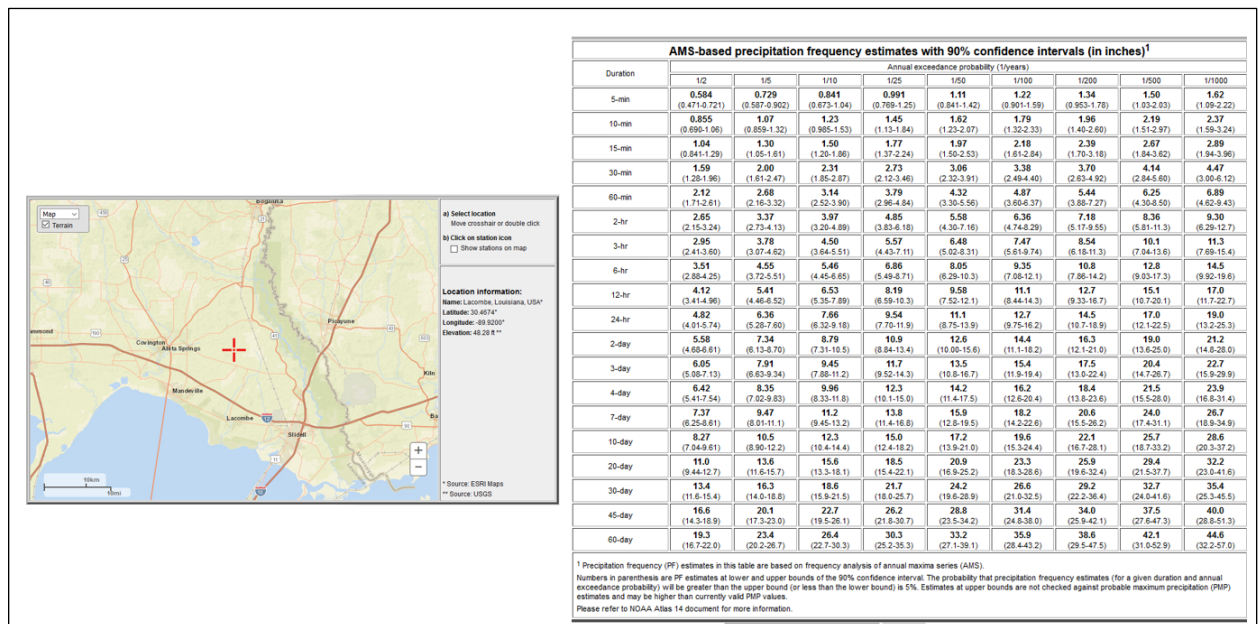 Map
Terrain
Bogalusa
Picayune
Covington
Abita Springs
Mandeville
Lacombe
Slidell
Kiln
10km
10mi
a) Select location
Move crosshair or double click
b) Click on station icon
Show stations on map
Location information:
Name: Lacombe, Louisiana, USA*
Latitude: 30.4674°
Longitude: -89.9200°
Elevation: 48.28 ft **
* Source: ESRI Maps
** Source: USGS
AMS-based precipitation frequency estimates with 90% confidence intervals (in inches)1
Duration
Annual exceedance probability (1/years)
1/2 1/5 1/10 1/25 1/50 1/100 1/200 1/500 1/1000
5-min 0.584 0.729 0.841 0.991 1.11 1.22 1.34 1.50 1.62
(0.471-0.721) (0.587-0.902) (0.673-1.04) (0.769-1.25) (0.841-1.42) (0.901-1.59) (0.953-1.78) (1.03-2.03) (1.09-2.22)
10-min 0.855 1.07 1.23 1.45 1.62 1.79 1.96 2.19 2.37
(0.690-1.06) (0.859-1.32) (0.985-1.53) (1.13-1.84) (1.23-2.07) (1.32-2.33) (1.40-2.60) (1.51-2.97) (1.59-3.24)
15-min 1.04 1.30 1.50 1.77 1.97 2.18 2.39 2.67 2.89
(0.841-1.29) (1.05-1.61) (1.20-1.86) (1.37-2.24) (1.50-2.53) (1.61-2.84) (1.70-3.18) (1.84-3.62) (1.94-3.96)
30-min 1.59 2.00 2.31 2.73 3.06 3.38 3.70 4.14 4.47
(1.28-1.96) (1.61-2.47) (1.85-2.87) (2.12-3.46) (2.32-3.91) (2.49-4.40) (2.63-4.92) (2.84-5.60) (3.00-6.12)
60-min 2.12 2.68 3.14 3.79 4.32 4.87 5.44 6.25 6.89
(1.71-2.61) (2.16-3.32) (2.52-3.90) (2.96-4.84) (3.30-5.56) (3.60-6.37) (3.88-7.27) (4.30-8.50) (4.62-9.43)
2-hr 2.65 3.37 3.97 4.85 5.58 6.36 7.18 8.36 9.30
(2.15-3.24) (2.73-4.13) (3.20-4.89) (3.83-6.18) (4.30-7.16) (4.74-8.29) (5.17-9.55) (5.81-11.3) (6.29-12.7)
3-hr 2.95 3.78 4.50 5.57 6.48 7.47 8.54 10.1 11.3
(2.41-3.60) (3.07-4.62) (3.64-5.51) (4.43-7.11) (5.02-8.31) (5.61-9.74) (6.18-11.3) (7.04-13.6) (7.69-15.4)
6-hr 3.51 4.55 5.46 6.86 8.05 9.35 10.8 12.8 14.5
(2.88-4.25) (3.72-5.51) (4.45-6.65) (5.49-8.71) (6.29-10.3) (7.08-12.1) (7.86-14.2) (9.03-17.3) (9.92-19.6)
12-hr 4.12 5.41 6.53 8.19 9.58 11.1 12.7 15.1 17.0
(3.41-4.96) (4.46-6.52) (5.35-7.89) (6.59-10.3) (7.52-12.1) (8.44-14.3) (9.33-16.7) (10.7-20.1) (11.7-22.7)
24-hr 4.82 6.36 7.66 9.54 11.1 12.7 14.5 17.0 19.0
(4.01-5.74) (5.28-7.60) (6.32-9.18) (7.70-11.9) (8.75-13.9) (9.75-16.2) (10.7-18.9) (12.1-22.5) (13.2-25.3)
2-day 5.58 7.34 8.79 10.9 12.6 14.4 16.3 19.0 21.2
(4.68-6.61) (6.13-8.70) (7.31-10.5) (8.84-13.4) (10.00-15.6) (11.1-18.2) (12.1-21.0) (13.6-25.0) (14.8-28.0)
3-day 6.05 7.91 9.45 11.7 13.5 15.4 17.5 20.4 22.7
(5.08-7.13) (6.63-9.34) (7.88-11.2) (9.52-14.3) (10.8-16.7) (11.9-19.4) (13.0-22.4) (14.7-26.7) (15.9-29.9)
4-day 6.42 8.35 9.96 12.3 14.2 16.2 18.4 21.5 23.9
(5.41-7.54) (7.02-9.83) (8.33-11.8) (10.1-15.0) (11.4-17.5) (12.6-20.4) (13.8-23.6) (15.5-28.0) (16.8-31.4)
7-day 7.37 9.47 11.2 13.8 15.9 18.2 20.6 24.0 26.7
(6.25-8.61) (8.01-11.1) (9.45-13.2) (11.4-16.8) (12.8-19.5) (14.2-22.6) (15.5-26.2) (17.4-31.1) (18.9-34.9)
10-day 8.27 10.5 12.3 15.0 17.2 19.6 22.1 25.7 28.6
(7.04-9.61) (8.90-12.2) (10.4-14.4) (12.4-18.2) (13.9-21.0) (15.3-24.4) (16.7-28.1) (18.7-33.2) (20.3-37.2)
20-day 11.0 13.6 15.6 18.5 20.9 23.3 25.9 29.4 32.2
(9.44-12.7) (11.6-15.7) (13.3-18.1) (15.4-22.1) (16.9-25.2) (18.3-28.6) (19.6-32.4) (21.5-37.7) (23.0-41.6)
30-day 13.4 16.3 18.6 21.7 24.2 26.6 29.2 32.7 35.4
(11.6-15.4) (14.0-18.8) (15.9-21.5) (18.0-25.7) (19.6-28.9) (21.0-32.5) (22.2-36.4) (24.0-41.6) (25.3-45.5)
45-day 16.6 20.1 22.7 26.2 28.8 31.4 34.0 37.5 40.0
(14.3-18.9) (17.3-23.0) (19.5-26.1) (21.8-30.7) (23.5-34.2) (24.8-38.0) (25.9-42.1) (27.6-47.3) (28.8-51.3)
60-day 19.3 23.4 26.4 30.3 33.2 35.9 38.6 42.1 44.6
(16.7-22.0) (20.2-26.7) (22.7-30.3) (25.2-35.3) (27.1-39.1) (28.4-43.2) (29.5-47.5) (31.0-52.9) (32.2-57.0)
1 Precipitation frequency (PF) estimates in this table are based on frequency analysis of annual maxima series (AMS).
Numbers in parenthesis are PF estimates at lower and upper bounds of the 90% confidence interval. The probability that precipitation frequency estimates (for a given duration and annual
exceedance probability) will be greater than the upper bound (or less than the lower bound) is 5%. Estimates at upper bounds are not checked against probable maximum precipitation (PMP)
estimates and may be higher than currently valid PMP values.
Please refer to NOAA Atlas 14 document for more information.